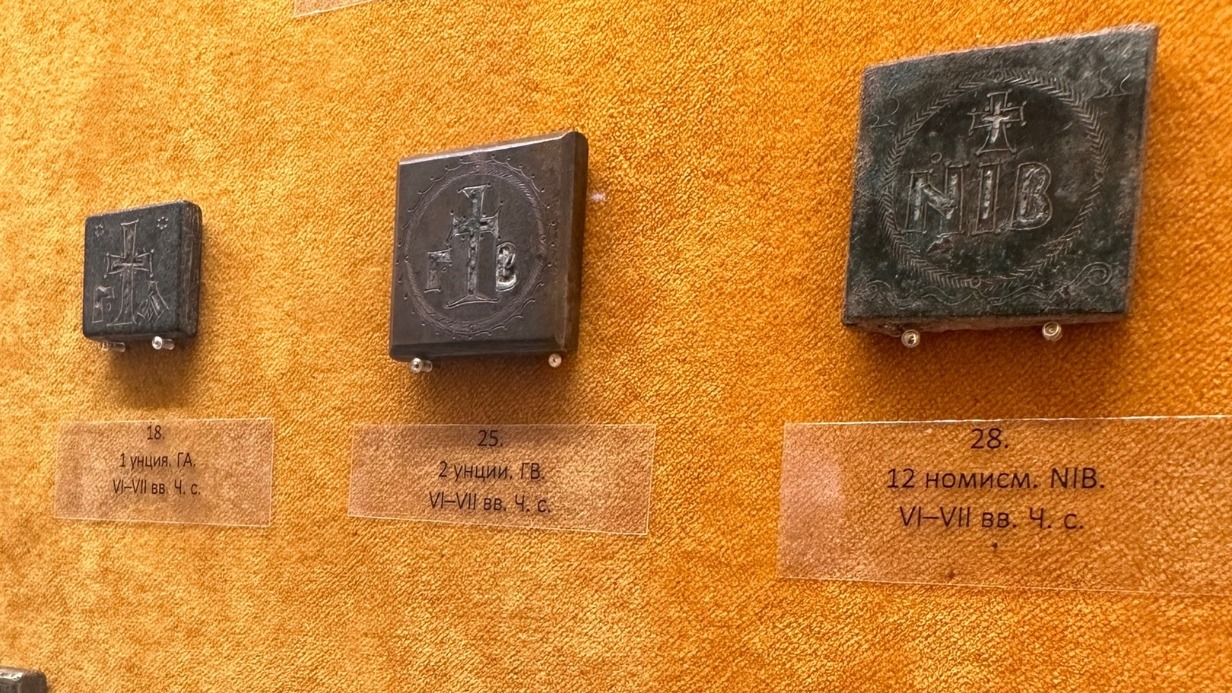 Γ Α
Γ Β
NIB
18.
1 унция. ГА.
VI–VII вв. Ч. с.
25.
2 унции. ГВ.
VI–VII вв. Ч. с.
28.
12 номисм. NIB.
VI–VII вв. Ч. с.